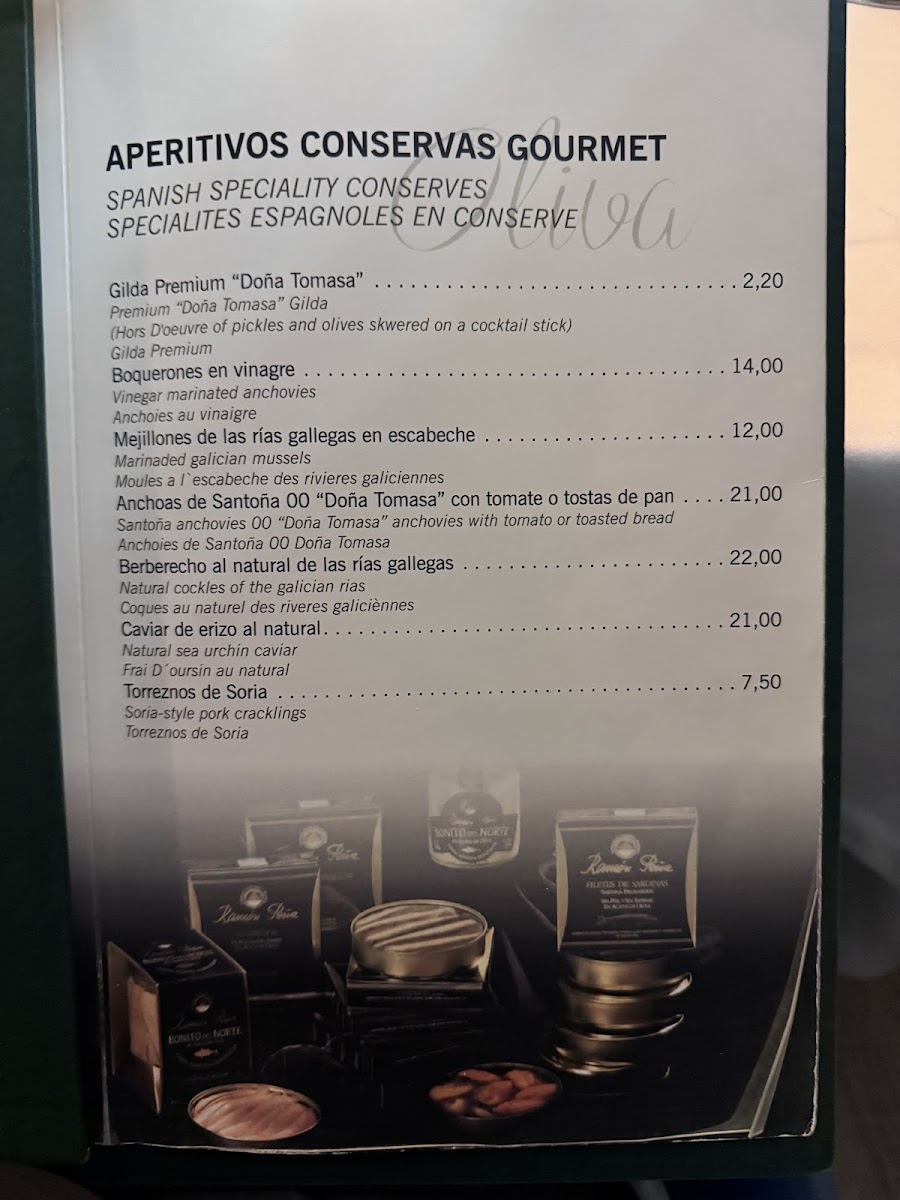 APERITIVOS CONSERVAS GOURMET
Oliva
SPANISH SPECIALITY CONSERVES
SPECIALITES ESPAGNOLES EN CONSERVE
Gilda Premium “Doña Tomasa” . . . . . . . . . . . . . . . . . . . . . . . . . . . . . . . 2,20
Premium “Doña Tomasa” Gilda
(Hors D'oeuvre of pickles and olives skwered on a cocktail stick)
Gilda Premium
Boquerones en vinagre . . . . . . . . . . . . . . . . . . . . . . . . . . . . . . . . . . . 14,00
Vinegar marinated anchovies
Anchoies au vinaigre
Mejillones de las rías gallegas en escabeche . . . . . . . . . . . . . . . . . . . . 12,00
Marinaded galician mussels
Moules a l`escabeche des rivieres galiciennes
Anchoas de Santoña 00 “Doña Tomasa” con tomate o tostas de pan . . . . 21,00
Santoña anchovies 00 “Doña Tomasa” anchovies with tomato or toasted bread
Anchoies de Santoña 00 Doña Tomasa
Berberecho al natural de las rías gallegas . . . . . . . . . . . . . . . . . . . . . . 22,00
Natural cockles of the galician rias
Coques au naturel des riveres galiciènnes
Caviar de erizo al natural. . . . . . . . . . . . . . . . . . . . . . . . . . . . . . . . . . 21,00
Natural sea urchin caviar
Frai D´oursin au natural
Torreznos de Soria . . . . . . . . . . . . . . . . . . . . . . . . . . . . . . . . . . . . . . . 7,50
Soria-style pork cracklings
Torreznos de Soria
BONITO DEL NORTE
Ramón Peña
FILETES DE SARDINAS
Ramón Peña
BONITO DEL NORTE